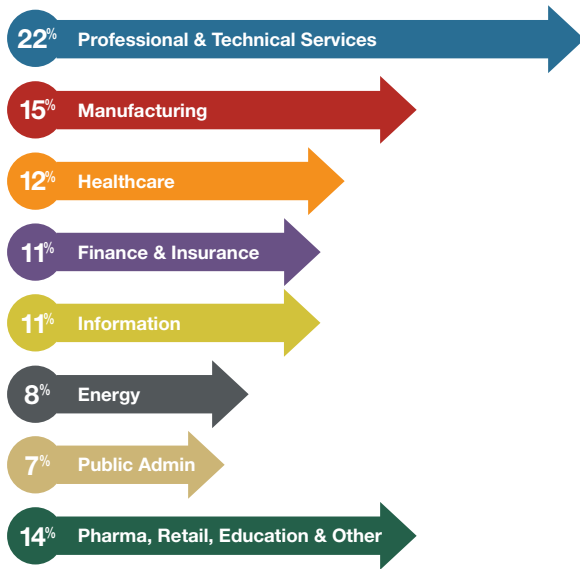 22% Professional & Technical Services
15% Manufacturing
12% Healthcare
11% Finance & Insurance
11% Information
8% Energy
7% Public Admin
14% Pharma, Retail, Education & Other